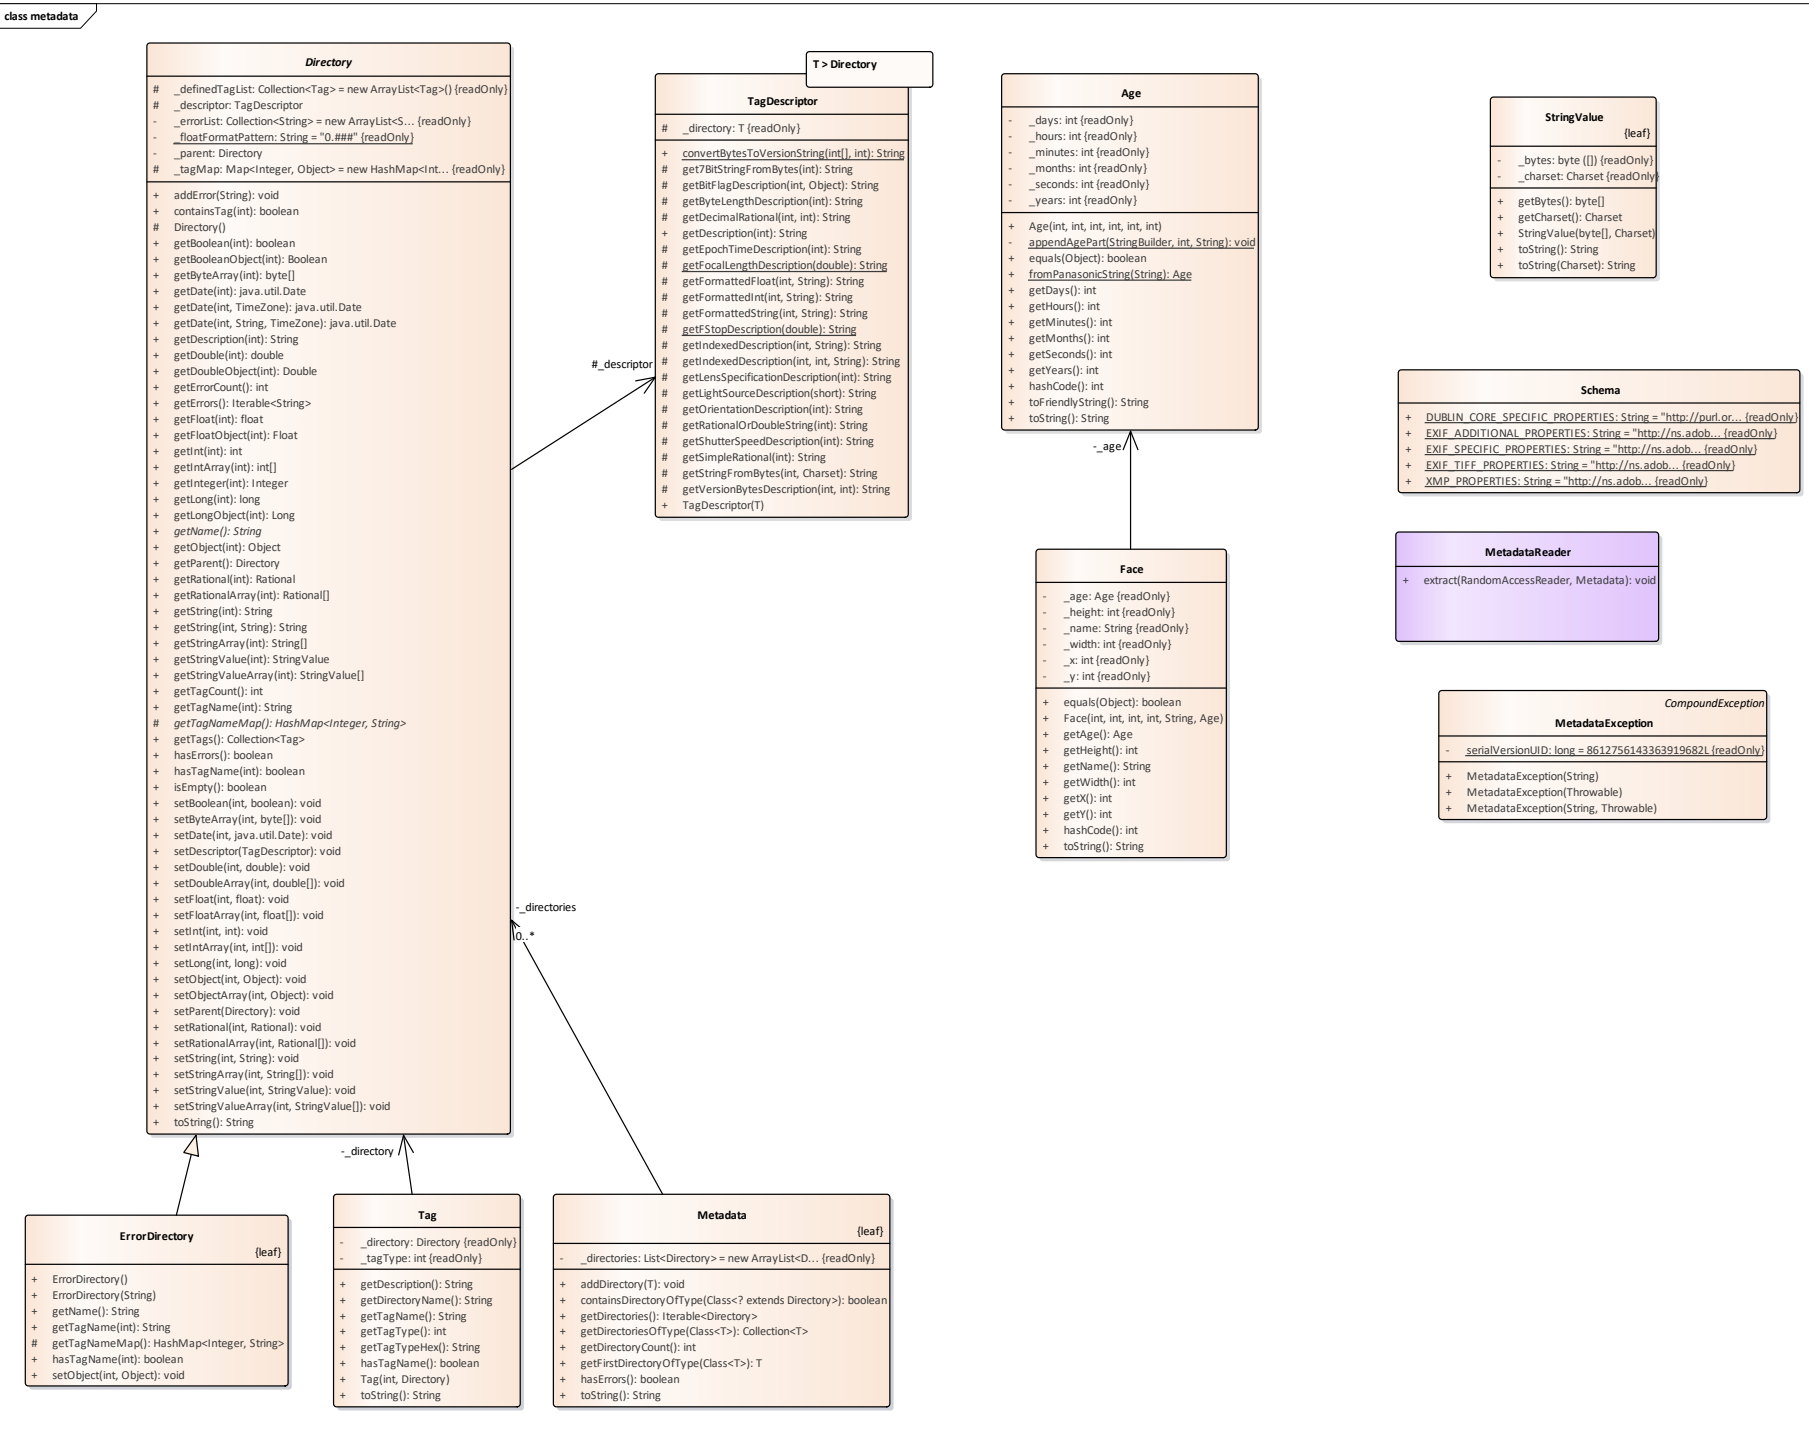 class metadata
Directory
# _definedTagList: Collection<Tag> = new ArrayList<Tag>() {readOnly}
# _descriptor: TagDescriptor
- _errorList: Collection<String> = new ArrayList<S... {readOnly}
- _floatFormatPattern: String = "0.###" {readOnly}
- _parent: Directory
# _tagMap: Map<Integer, Object> = new HashMap<Int... {readOnly}
+ addError(String): void
+ containsTag(int): boolean
# Directory()
+ getBoolean(int): boolean
+ getBooleanObject(int): Boolean
+ getByteArray(int): byte[]
+ getDate(int): java.util.Date
+ getDate(int, TimeZone): java.util.Date
+ getDate(int, String, TimeZone): java.util.Date
+ getDescription(int): String
+ getDouble(int): double
+ getDoubleObject(int): Double
+ getErrorCount(): int
+ getErrors(): Iterable<String>
+ getFloat(int): float
+ getFloatObject(int): Float
+ getInt(int): int
+ getIntArray(int): int[]
+ getInteger(int): Integer
+ getLong(int): long
+ getLongObject(int): Long
+ getName(): String
+ getObject(int): Object
+ getParent(): Directory
+ getRational(int): Rational
+ getRationalArray(int): Rational[]
+ getString(int): String
+ getString(int, String): String
+ getStringArray(int): String[]
+ getStringValue(int): StringValue
+ getStringValueArray(int): StringValue[]
+ getTagCount(): int
+ getTagName(int): String
# getTagNameMap(): HashMap<Integer, String>
+ getTags(): Collection<Tag>
+ hasErrors(): boolean
+ hasTagName(int): boolean
+ isEmpty(): boolean
+ setBoolean(int, boolean): void
+ setByteArray(int, byte[]): void
+ setDate(int, java.util.Date): void
+ setDescriptor(TagDescriptor): void
+ setDouble(int, double): void
+ setDoubleArray(int, double[]): void
+ setFloat(int, float): void
+ setFloatArray(int, float[]): void
+ setInt(int, int): void
+ setIntArray(int, int[]): void
+ setLong(int, long): void
+ setObject(int, Object): void
+ setObjectArray(int, Object): void
+ setParent(Directory): void
+ setRational(int, Rational): void
+ setRationalArray(int, Rational[]): void
+ setString(int, String): void
+ setStringArray(int, String[]): void
+ setStringValue(int, StringValue): void
+ setStringValueArray(int, StringValue[]): void
+ toString(): String
T > Directory
TagDescriptor
# _directory: T {readOnly}
+ convertBytesToVersionString(int[], int): String
# get7BitStringFromBytes(int): String
# getBitFlagDescription(int, Object): String
# getByteLengthDescription(int): String
# getDecimalRational(int, int): String
+ getDescription(int): String
# getEpochTimeDescription(int): String
# getFocalLengthDescription(double): String
# getFormattedFloat(int, String): String
# getFormattedInt(int, String): String
# getFormattedString(int, String): String
# getFStopDescription(double): String
# getIndexedDescription(int, String): String
# getIndexedDescription(int, int, String): String
# getLensSpecificationDescription(int): String
# getLightSourceDescription(short): String
# getOrientationDescription(int): String
# getRationalOrDoubleString(int): String
# getShutterSpeedDescription(int): String
# getSimpleRational(int): String
# getStringFromBytes(int, Charset): String
# getVersionBytesDescription(int, int): String
+ TagDescriptor(T)
#_descriptor
Age
- _days: int {readOnly}
- _hours: int {readOnly}
- _minutes: int {readOnly}
- _months: int {readOnly}
- _seconds: int {readOnly}
- _years: int {readOnly}
+ Age(int, int, int, int, int, int)
- appendAgePart(StringBuilder, int, String): void
+ equals(Object): boolean
+ fromPanasonicString(String): Age
+ getDays(): int
+ getHours(): int
+ getMinutes(): int
+ getMonths(): int
+ getSeconds(): int
+ getYears(): int
+ hashCode(): int
+ toFriendlyString(): String
+ toString(): String
-_age
Face
- _age: Age {readOnly}
- _height: int {readOnly}
- _name: String {readOnly}
- _width: int {readOnly}
- _x: int {readOnly}
- _y: int {readOnly}
+ equals(Object): boolean
+ Face(int, int, int, int, String, Age)
+ getAge(): Age
+ getHeight(): int
+ getName(): String
+ getWidth(): int
+ getX(): int
+ getY(): int
+ hashCode(): int
+ toString(): String
StringValue
{leaf}
- _bytes: byte ([]) {readOnly}
- _charset: Charset {readOnly}
+ getBytes(): byte[]
+ getCharset(): Charset
+ StringValue(byte[], Charset)
+ toString(): String
+ toString(Charset): String
Schema
+ DUBLIN_CORE_SPECIFIC_PROPERTIES: String = "http://purl.or... {readOnly}
+ EXIF_ADDITIONAL_PROPERTIES: String = "http://ns.adob... {readOnly}
+ EXIF_SPECIFIC_PROPERTIES: String = "http://ns.adob... {readOnly}
+ EXIF_TIFF_PROPERTIES: String = "http://ns.adob... {readOnly}
+ XMP_PROPERTIES: String = "http://ns.adob... {readOnly}
MetadataReader
+ extract(RandomAccessReader, Metadata): void
CompoundException
MetadataException
- serialVersionUID: long = 8612756143363919682L {readOnly}
+ MetadataException(String)
+ MetadataException(Throwable)
+ MetadataException(String, Throwable)
-_directories
0..*
-_directory
ErrorDirectory
{leaf}
+ ErrorDirectory()
+ ErrorDirectory(String)
+ getName(): String
+ getTagName(int): String
# getTagNameMap(): HashMap<Integer, String>
+ hasTagName(int): boolean
+ setObject(int, Object): void
Tag
- _directory: Directory {readOnly}
- _tagType: int {readOnly}
+ getDescription(): String
+ getDirectoryName(): String
+ getTagName(): String
+ getTagType(): int
+ getTagTypeHex(): String
+ hasTagName(): boolean
+ Tag(int, Directory)
+ toString(): String
Metadata
{leaf}
- _directories: List<Directory> = new ArrayList<D... {readOnly}
+ addDirectory(T): void
+ containsDirectoryOfType(Class<? extends Directory>): boolean
+ getDirectories(): Iterable<Directory>
+ getDirectoriesOfType(Class<T>): Collection<T>
+ getDirectoryCount(): int
+ getFirstDirectoryOfType(Class<T>): T
+ hasErrors(): boolean
+ toString(): String